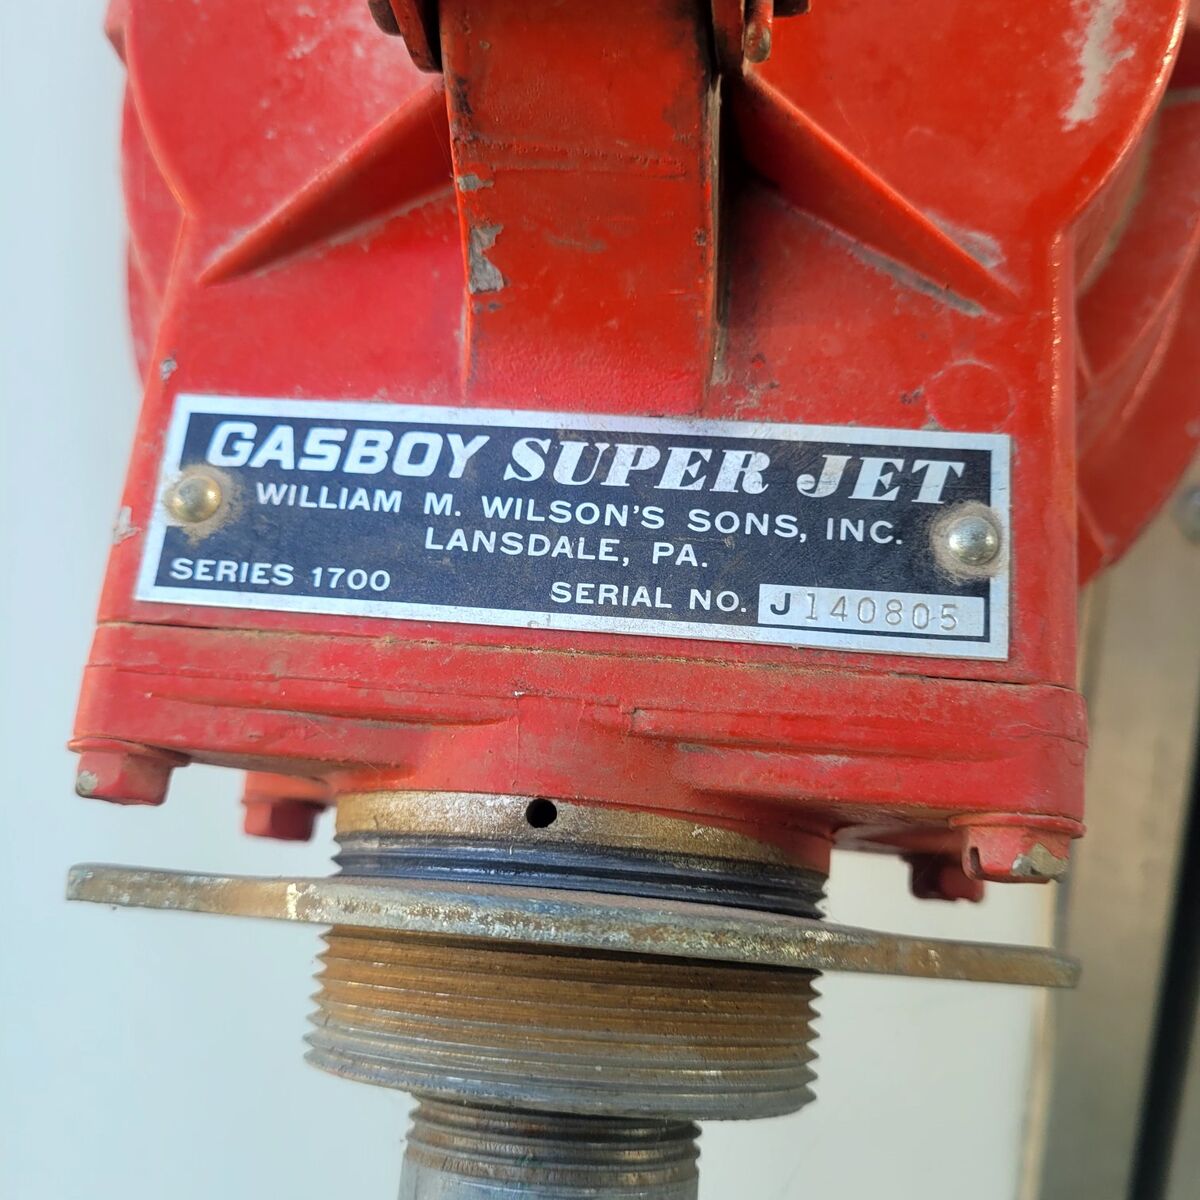 GASBOY SUPER JET
WILLIAM M. WILSON'S SONS, INC.
LANSDALE, PA.
SERIES 1700 SERIAL NO. J140805